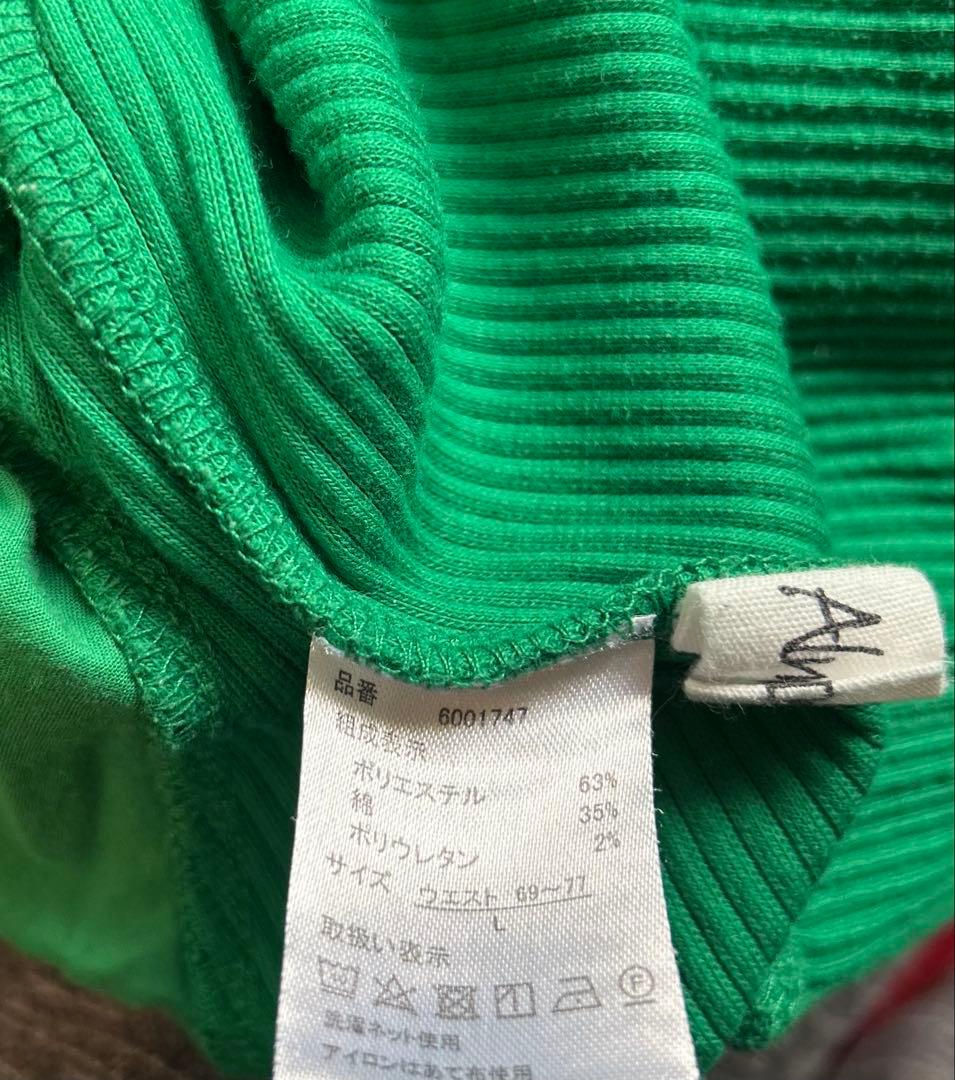 品番
6001747
組成表示
ポリエステル 63%
綿 35%
ポリウレタン 2%
サイズ ウエスト 69~77
L
取扱い表示
洗濯ネット使用
アイロンはあて布使用